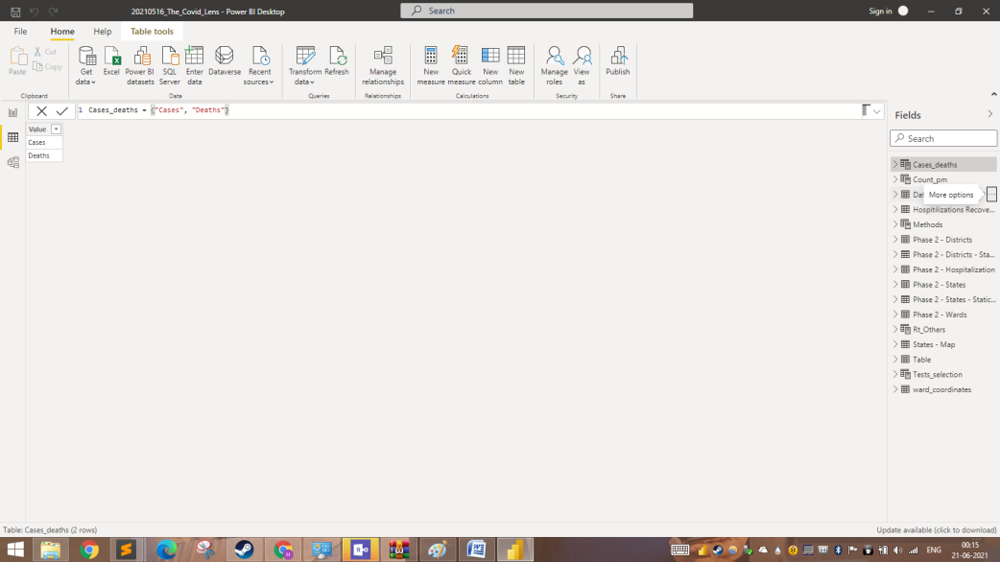 20210516_The_Covid_Lens - Power BI Desktop
Search
Sign in
File
Home
Help
Table tools
Paste
Cut
Copy
Clipboard
Get
data
Excel
Power BI
datasets
SQL
Server
Enter
data
Dataverse
Recent
sources
Data
Transform
data
Refresh
Queries
Manage
relationships
Relationships
New
measure
Quick
measure
New
column
New
table
Calculations
Manage
roles
View
as
Security
Publish
Share
1 Cases_deaths = {"Cases", "Deaths"}
Value
Cases
Deaths
Fields
Search
Cases_deaths
Count_pm
Dat
More options
Hospitilizations Recove...
Methods
Phase 2 - Districts
Phase 2 - Districts - Sta...
Phase 2 - Hospitalization
Phase 2 - States
Phase 2 - States - Static...
Phase 2 - Wards
Rt_Others
States - Map
Table
Tests_selection
ward_coordinates
Table: Cases_deaths (2 rows)
Update available (click to download)
ENG
00:15
21-06-2021